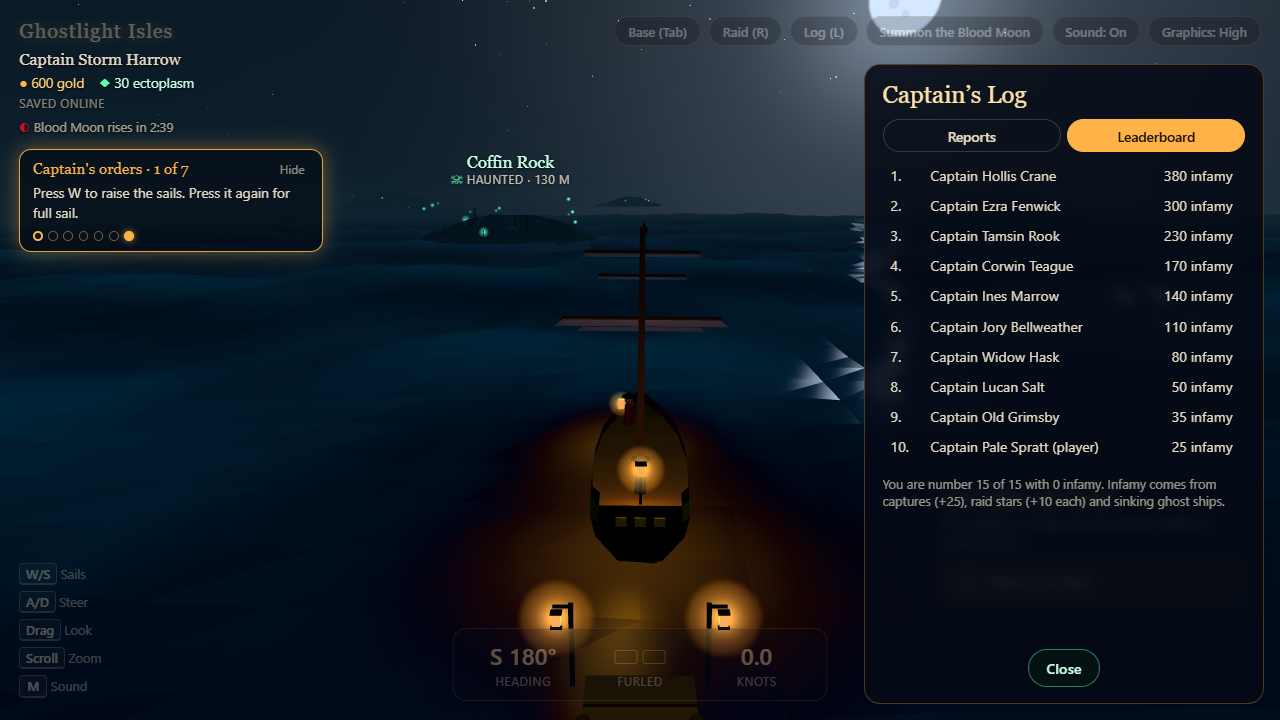 Ghostlight Isles
Captain Storm Harrow
600 gold 30 ectoplasm
SAVED ONLINE
Blood Moon rises in 2:39
Captain's orders · 1 of 7 Hide
Press W to raise the sails. Press it again for
full sail.
W/S Sails
A/D Steer
Drag Look
Scroll Zoom
M Sound
Coffin Rock
HAUNTED · 130 M
S 180° 0.0
HEADING FURLED KNOTS
Base (Tab) Raid (R) Log (L) Summon the Blood Moon Sound: On Graphics: High
Captain’s Log
Reports Leaderboard
1. Captain Hollis Crane 380 infamy
2. Captain Ezra Fenwick 300 infamy
3. Captain Tamsin Rook 230 infamy
4. Captain Corwin Teague 170 infamy
5. Captain Ines Marrow 140 infamy
6. Captain Jory Bellweather 110 infamy
7. Captain Widow Hask 80 infamy
8. Captain Lucan Salt 50 infamy
9. Captain Old Grimsby 35 infamy
10. Captain Pale Spratt (player) 25 infamy
You are number 15 of 15 with 0 infamy. Infamy comes from
captures (+25), raid stars (+10 each) and sinking ghost ships.
Close